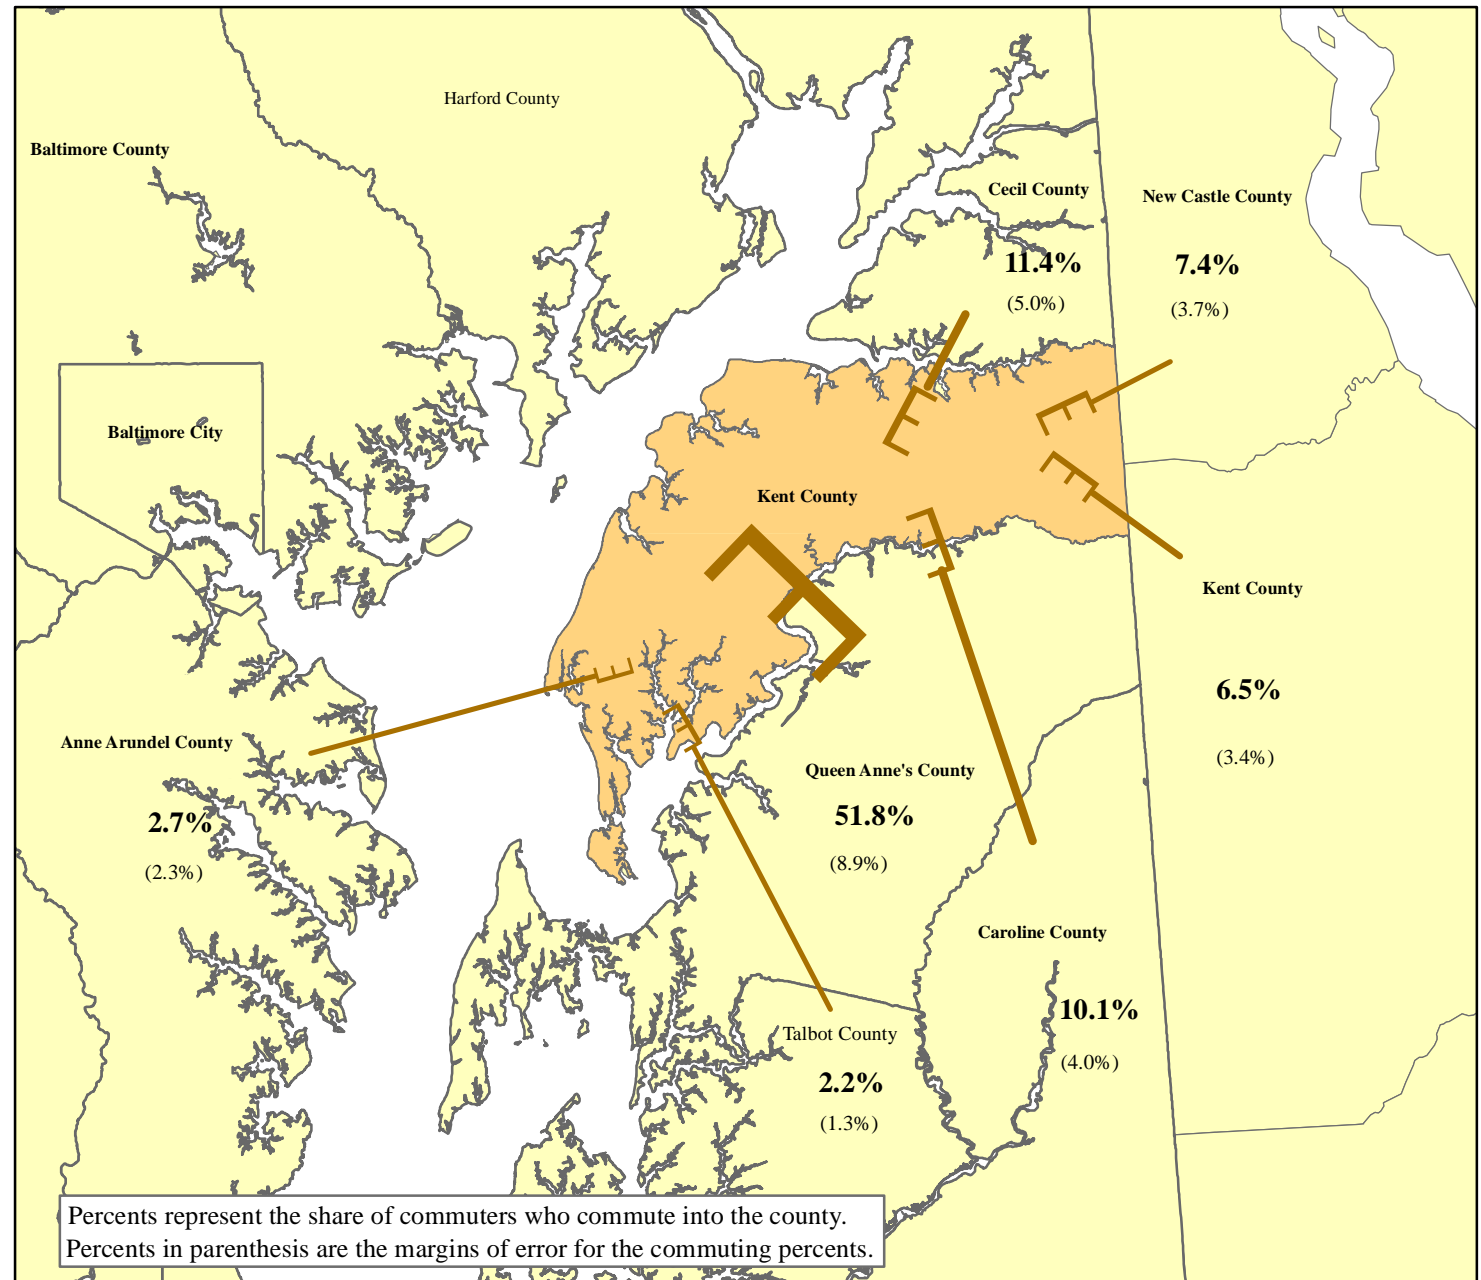 Harford County
Baltimore County
Cecil County
New Castle County
11.4%
7.4%
(5.0%)
(3.7%)
Baltimore City
Kent County
Kent County
6.5%
(3.4%)
Anne Arundel County
2.7%
(2.3%)
Queen Anne's County
51.8%
(8.9%)
Caroline County
10.1%
(4.0%)
Talbot County
2.2%
(1.3%)
Percents represent the share of commuters who commute into the county.
Percents in parenthesis are the margins of error for the commuting percents.